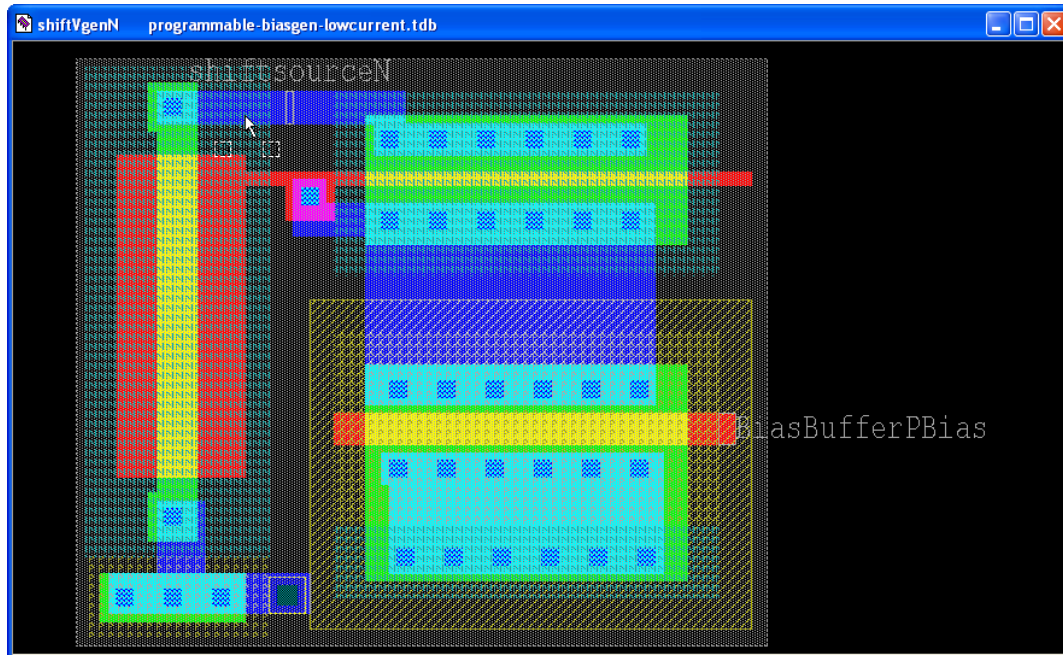 shiftVgenN programmable-biasgen-lowcurrent.tdb
shiftsourceN
BiasBufferPBias